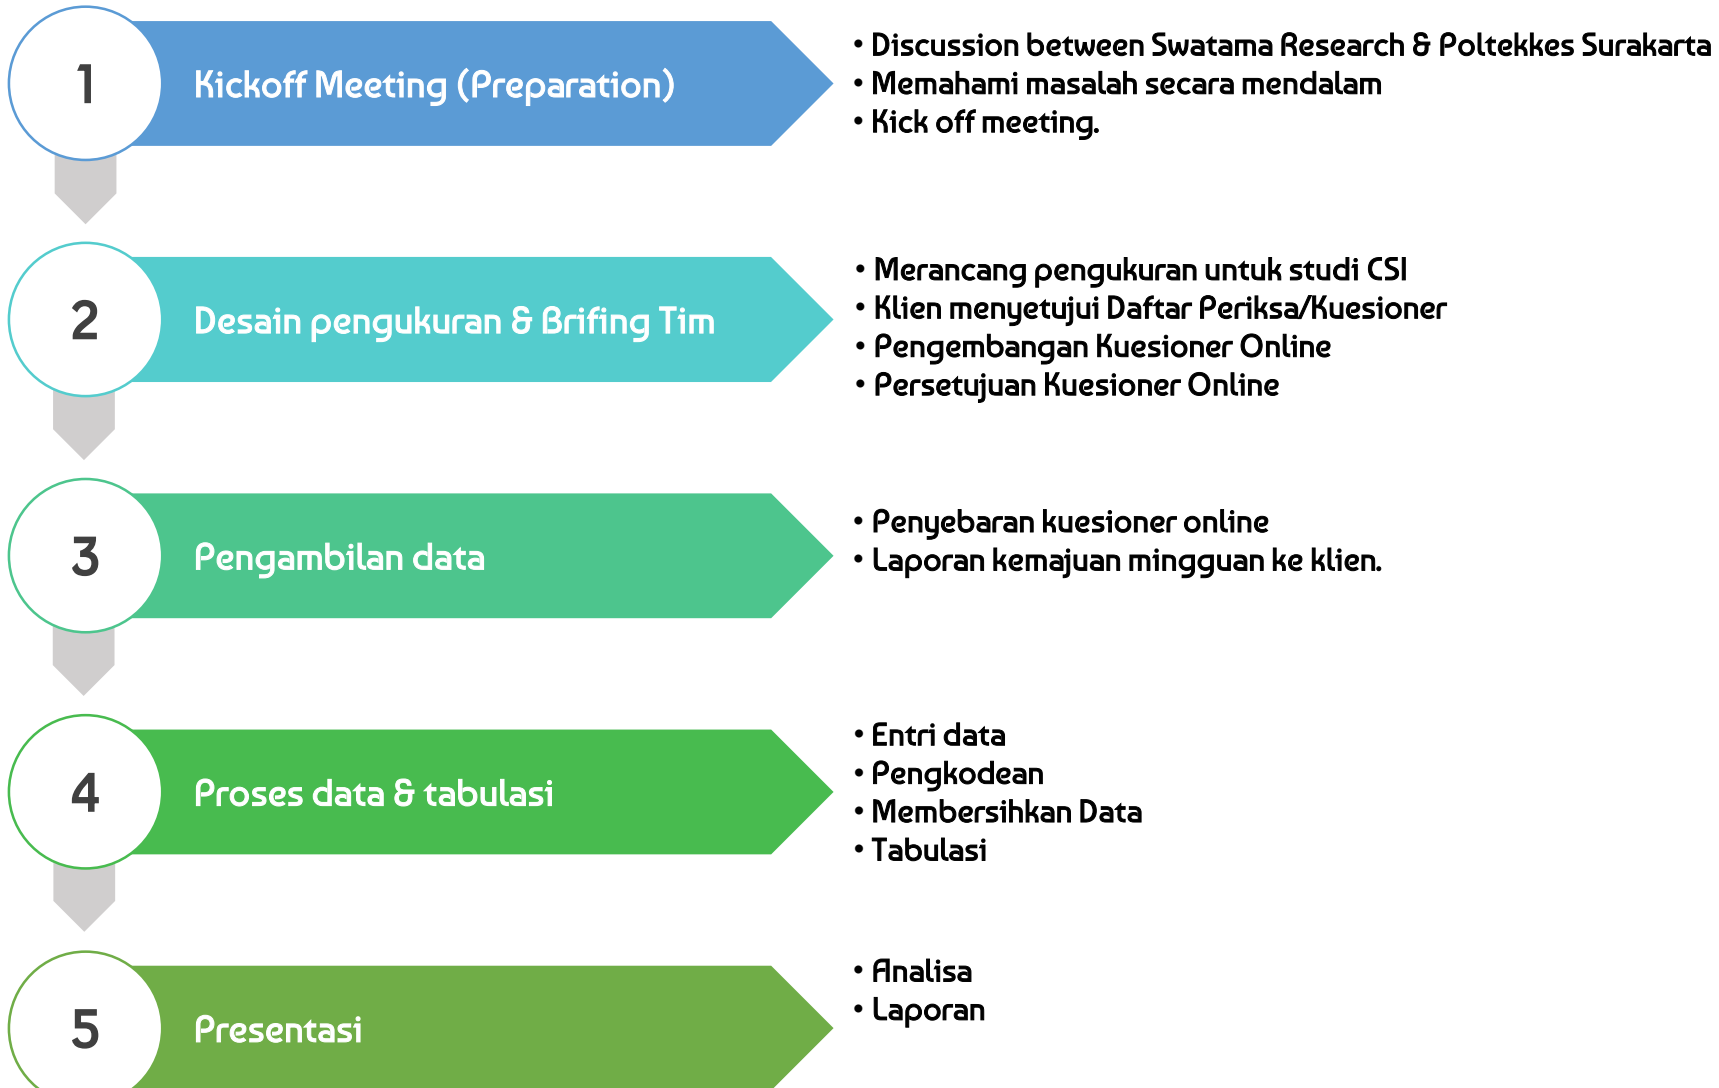 1
Kickoff Meeting (Preparation)
• Discussion between Swatama Research & Poltekkes Surakarta
• Memahami masalah secara mendalam
• Kick off meeting.
2
Desain pengukuran & Brifing Tim
• Merancang pengukuran untuk studi CSI
• Klien menyetujui Daftar Periksa/Kuesioner
• Pengembangan Kuesioner Online
• Persetujuan Kuesioner Online
3
Pengambilan data
• Penyebaran kuesioner online
• Laporan kemajuan mingguan ke klien.
4
Proses data & tabulasi
• Entri data
• Pengkodean
• Membersihkan Data
• Tabulasi
5
Presentasi
• Analisa
• Laporan